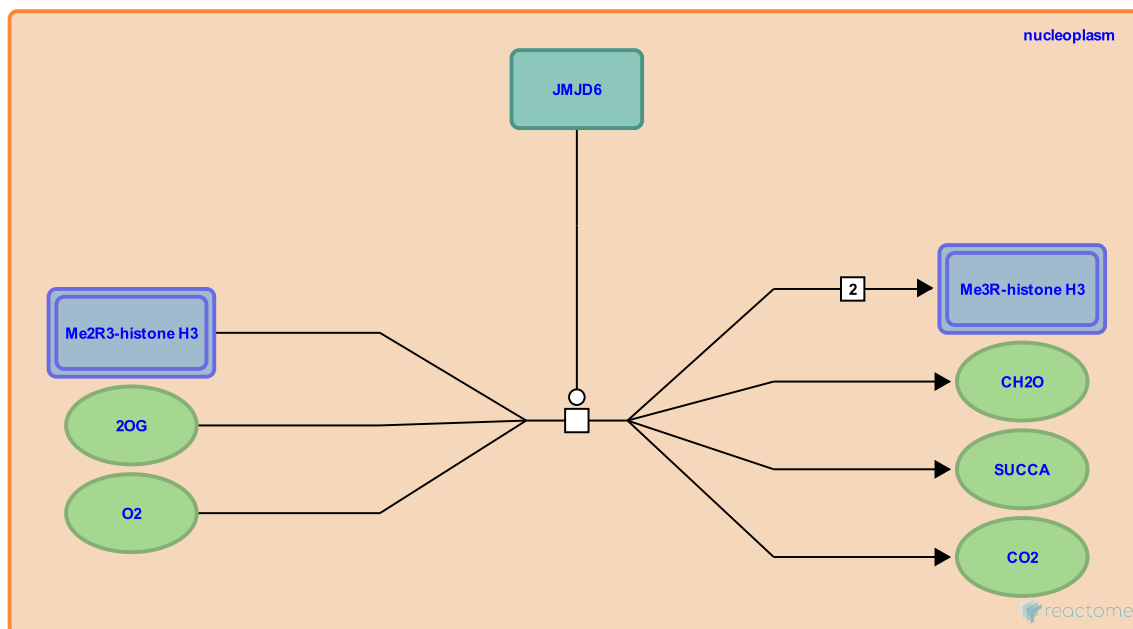 nucleoplasm
JMJD6
Me2R3-histone H3
2OG
O2
2
Me3R-histone H3
CH2O
SUCCA
CO2
reactome